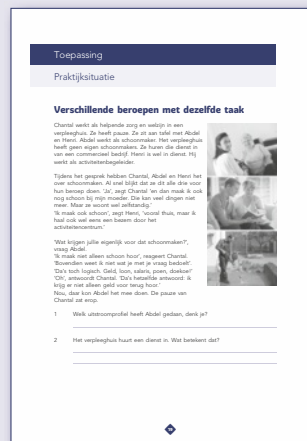 Toepassing
Praktijksituatie
Verschillende beroepen met dezelfde taak
Chantal werkt als helpende zorg en welzijn in een
verpleeghuis. Ze heeft pauze. Ze zit aan tafel met Abdel
en Henri. Abdel werkt als schoonmaker. Het verpleeghuis
heeft geen eigen schoonmakers. Ze huren die dienst in
van een commercieel bedrijf. Henri is wel in dienst. Hij
werkt als activiteitenbegeleider.
Tijdens het gesprek hebben Chantal, Abdel en Henri het
over schoonmaken. Al snel blijkt dat ze dit alle drie voor
hun beroep doen. 'Ja', zegt Chantal 'en dan maak ik ook
nog schoon bij mijn moeder. Die kan veel dingen niet
meer. Maar ze woont wel zelfstandig.'
'Ik maak ook schoon', zegt Henri, 'vooral thuis, maar ik
haal ook wel eens een bezem door het
activiteitencentrum.'
'Wat krijgen jullie eigenlijk voor dat schoonmaken?',
vraag Abdel.
'Ik maak niet alleen schoon hoor', reageert Chantal.
'Bovendien weet ik niet wat je met je vraag bedoelt'.
'Da's toch logisch. Geld, loon, salaris, poen, doekoe!'
'Oh', antwoordt Chantal. 'Da's hetzelfde antwoord: ik
krijg er niet alleen geld voor terug hoor.'
Nou, daar kon Abdel het mee doen. De pauze van
Chantal zat erop.
1 Welk uitstroomprofiel heeft Abdel gedaan, denk je?
2 Het verpleeghuis huurt een dienst in. Wat betekent dat?